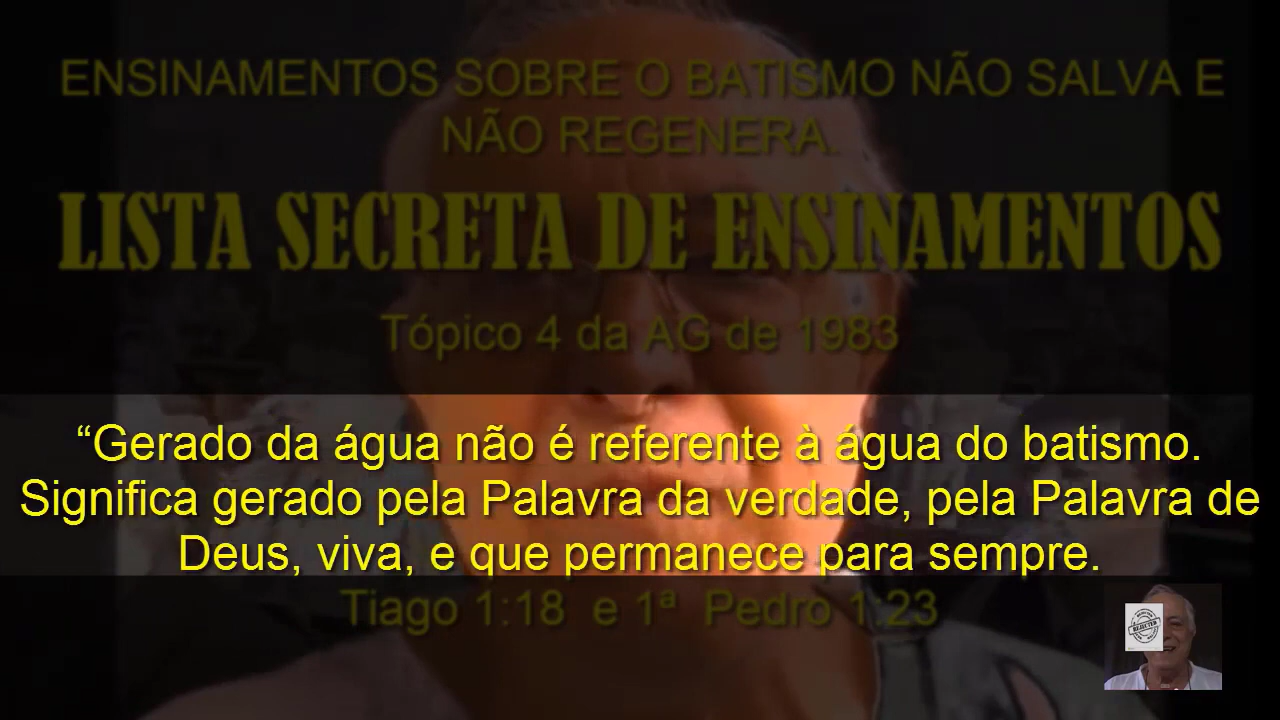 ENSINAMENTOS SOBRE O BATISMO NÃO SALVA E
NÃO REGENERA.
LISTA SECRETA DE ENSINAMENTOS
Tópico 4 da AG de 1983
“Gerado da água não é referente à água do batismo.
Significa gerado pela Palavra da verdade, pela Palavra de
Deus, viva, e que permanece para sempre.
Tiago 1:18 e 1ª Pedro 1:23
REJECTED